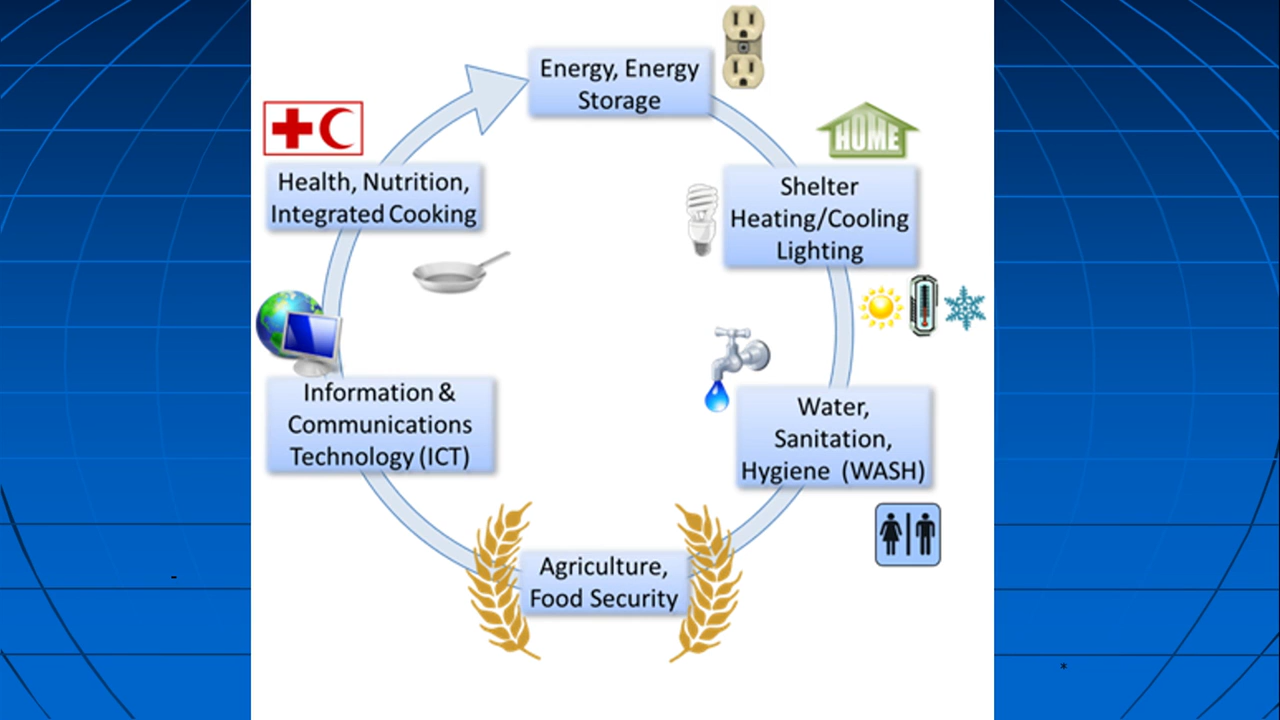 Energy, Energy
Storage
HOME
Shelter
Heating/Cooling
Lighting
Water,
Sanitation,
Hygiene (WASH)
Agriculture,
Food Security
Information &
Communications
Technology (ICT)
Health, Nutrition,
Integrated Cooking
-
*